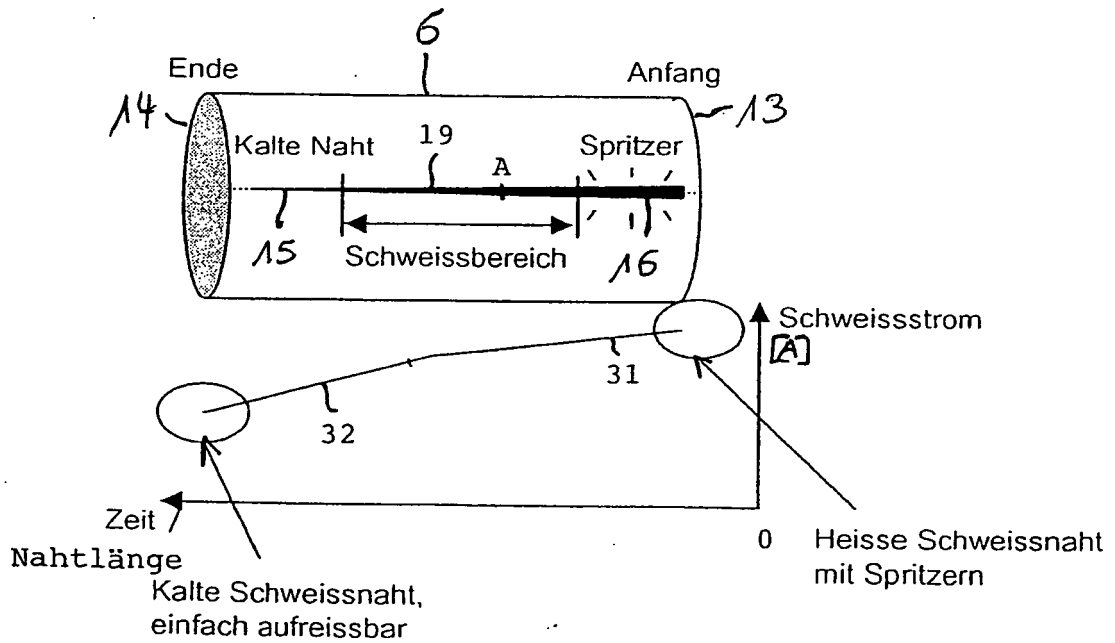 6
Ende
Anfang
14
13
Kalte Naht
19
A
Spritzer
15
Schweissbereich
16
Schweissstrom
[A]
31
32
Zeit /
Nahtlänge
0
Heisse Schweissnaht
mit Spritzern
Kalte Schweissnaht,
einfach aufreissbar